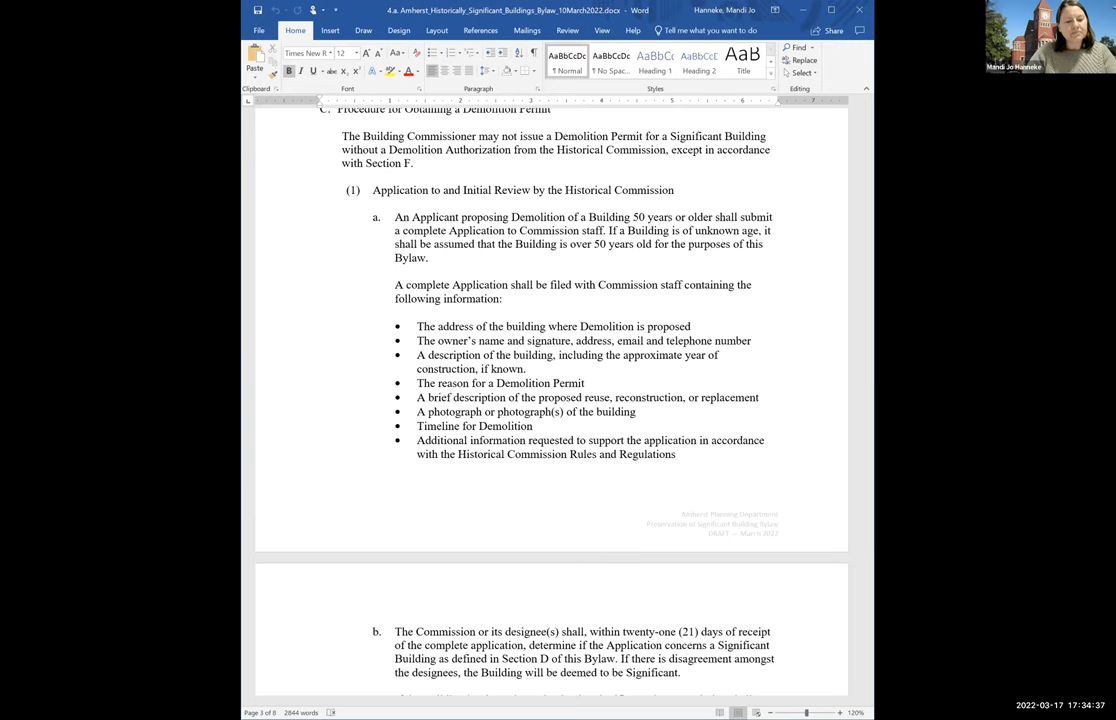 4.a. Amherst_Historically_Significant_Buildings_Bylaw_10March2022.docx - Word
Hanneke, Mandi Jo
File Home Insert Draw Design Layout References Mailings Review View Help Tell me what you want to do Share
Paste
Times New R 12
AaBbCcDc AaBbCcDc AaBbCc AaBbCcE AaB
¶ Normal ¶ No Spac... Heading 1 Heading 2 Title
Find
Replace
Select
Clipboard Font Paragraph Styles Editing
Mandi Jo Hanneke
C. Procedure for Obtaining a Demolition Permit
The Building Commissioner may not issue a Demolition Permit for a Significant Building
without a Demolition Authorization from the Historical Commission, except in accordance
with Section F.
(1) Application to and Initial Review by the Historical Commission
a. An Applicant proposing Demolition of a Building 50 years or older shall submit
a complete Application to Commission staff. If a Building is of unknown age, it
shall be assumed that the Building is over 50 years old for the purposes of this
Bylaw.
A complete Application shall be filed with Commission staff containing the
following information:
• The address of the building where Demolition is proposed
• The owner's name and signature, address, email and telephone number
• A description of the building, including the approximate year of
construction, if known.
• The reason for a Demolition Permit
• A brief description of the proposed reuse, reconstruction, or replacement
• A photograph or photograph(s) of the building
• Timeline for Demolition
• Additional information requested to support the application in accordance
with the Historical Commission Rules and Regulations
Amherst Planning Department
Preservation of Significant Building Bylaw
DRAFT — March 2022
b. The Commission or its designee(s) shall, within twenty-one (21) days of receipt
of the complete application, determine if the Application concerns a Significant
Building as defined in Section D of this Bylaw. If there is disagreement amongst
the designees, the Building will be deemed to be Significant.
Page 3 of 8 2844 words
120%
2022-03-17 17:34:37